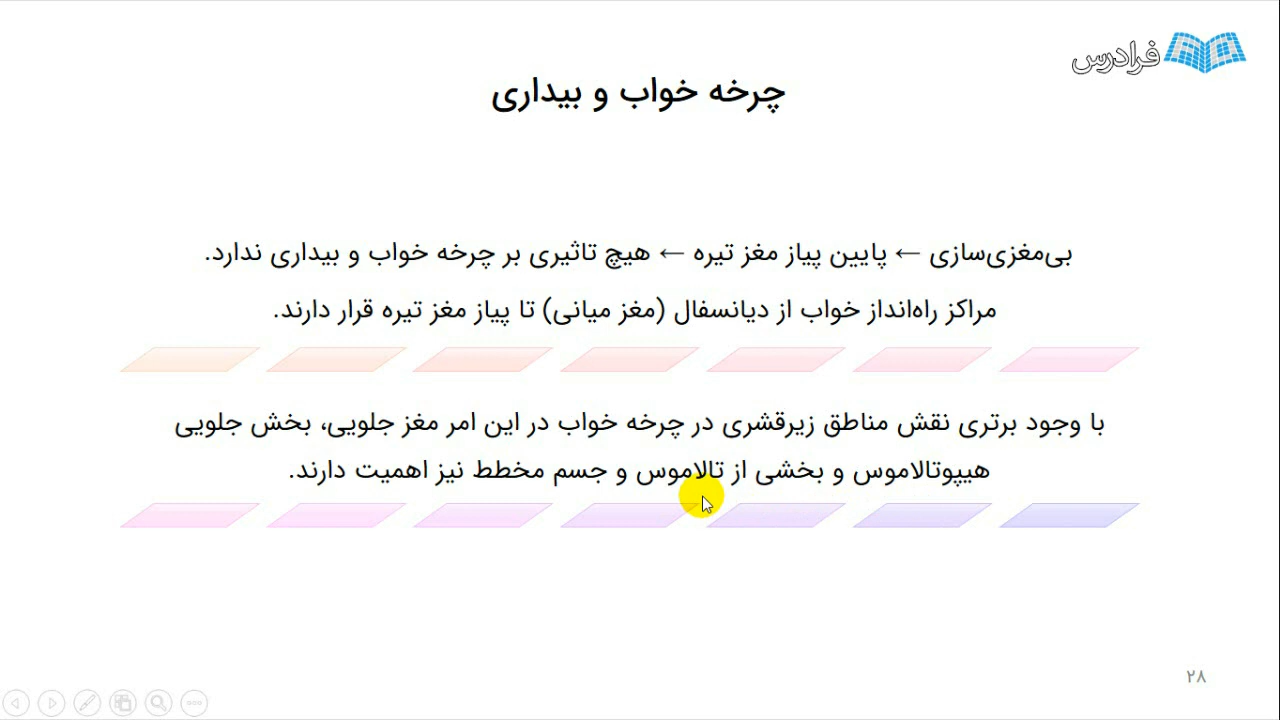 فرادرس
چرخه خواب و بیداری
بی‌مغزی‌سازی ← پایین پیاز مغز تیره ← هیچ تاثیری بر چرخه خواب و بیداری ندارد.
مراکز راه‌انداز خواب از دیانسفال (مغز میانی) تا پیاز مغز تیره قرار دارند.
با وجود برتری نقش مناطق زیرقشری در چرخه خواب در این امر مغز جلویی، بخش جلویی
هیپوتالاموس و بخشی از تالاموس و جسم مخطط نیز اهمیت دارند.
۲۸